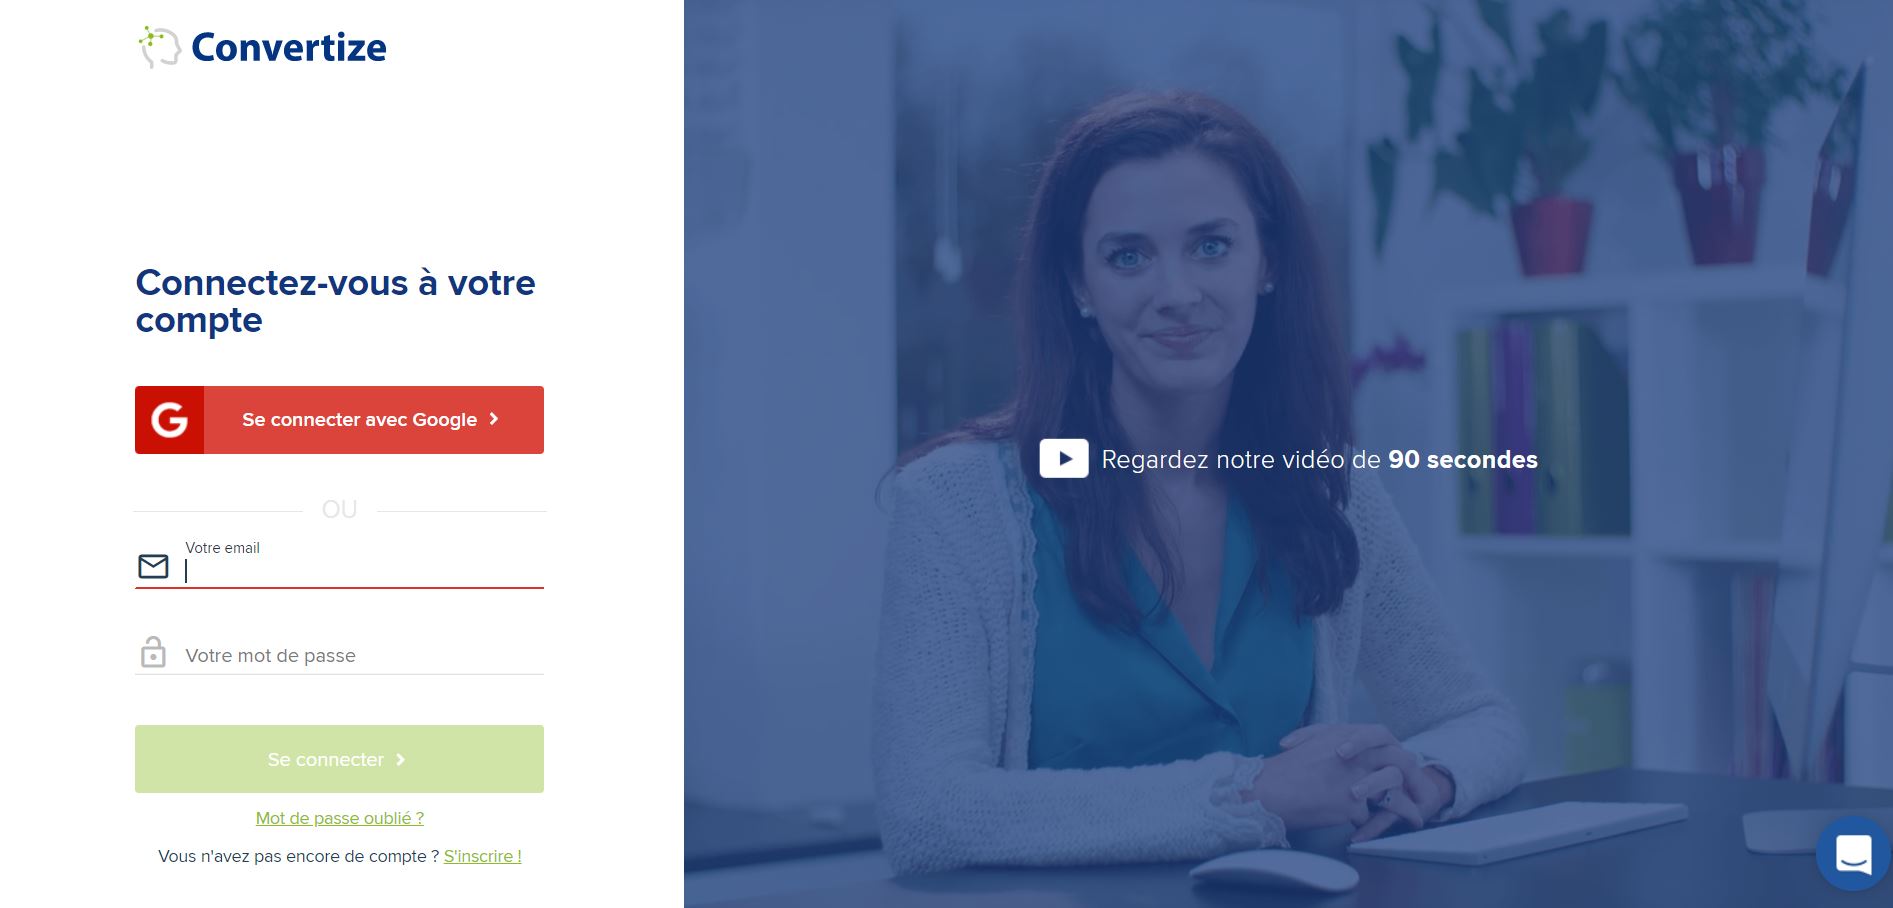 Convertize
Connectez-vous à votre
compte
G
Se connecter avec Google
OU
Votre email
Votre mot de passe
Se connecter
Mot de passe oublié ?
Vous n'avez pas encore de compte ? S'inscrire !
Regardez notre vidéo de 90 secondes